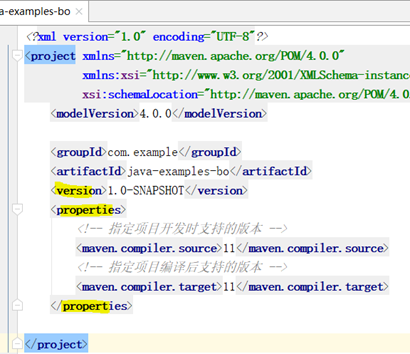 a-examples-bo ×
<?xml version="1.0" encoding="UTF-8"?>
<project xmlns="http://maven.apache.org/POM/4.0.0"
xmlns:xsi="http://www.w3.org/2001/XMLSchema-instanc
xsi:schemaLocation="http://maven.apache.org/POM/4.0
<modelVersion>4.0.0</modelVersion>
<groupId>com.example</groupId>
<artifactId>java-examples-bo</artifactId>
<version>1.0-SNAPSHOT</version>
<properties>
<!-- 指定项目开发时支持的版本 -->
<maven.compiler.source>11</maven.compiler.source>
<!-- 指定项目编译后支持的版本 -->
<maven.compiler.target>11</maven.compiler.target>
</properties>
</project>